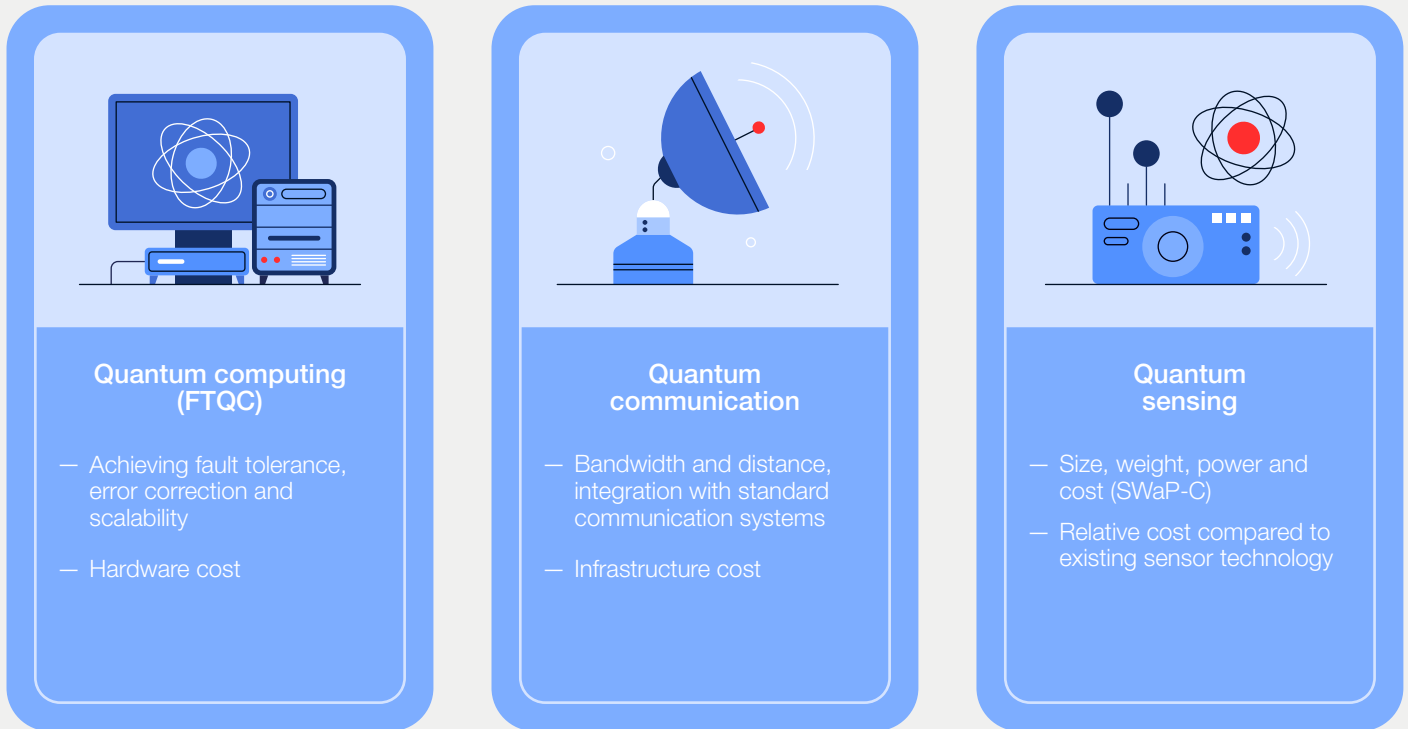 Quantum computing
(FTQC)
— Achieving fault tolerance,
error correction and
scalability
— Hardware cost
Quantum
communication
— Bandwidth and distance,
integration with standard
communication systems
— Infrastructure cost
Quantum
sensing
— Size, weight, power and
cost (SWaP-C)
— Relative cost compared to
existing sensor technology